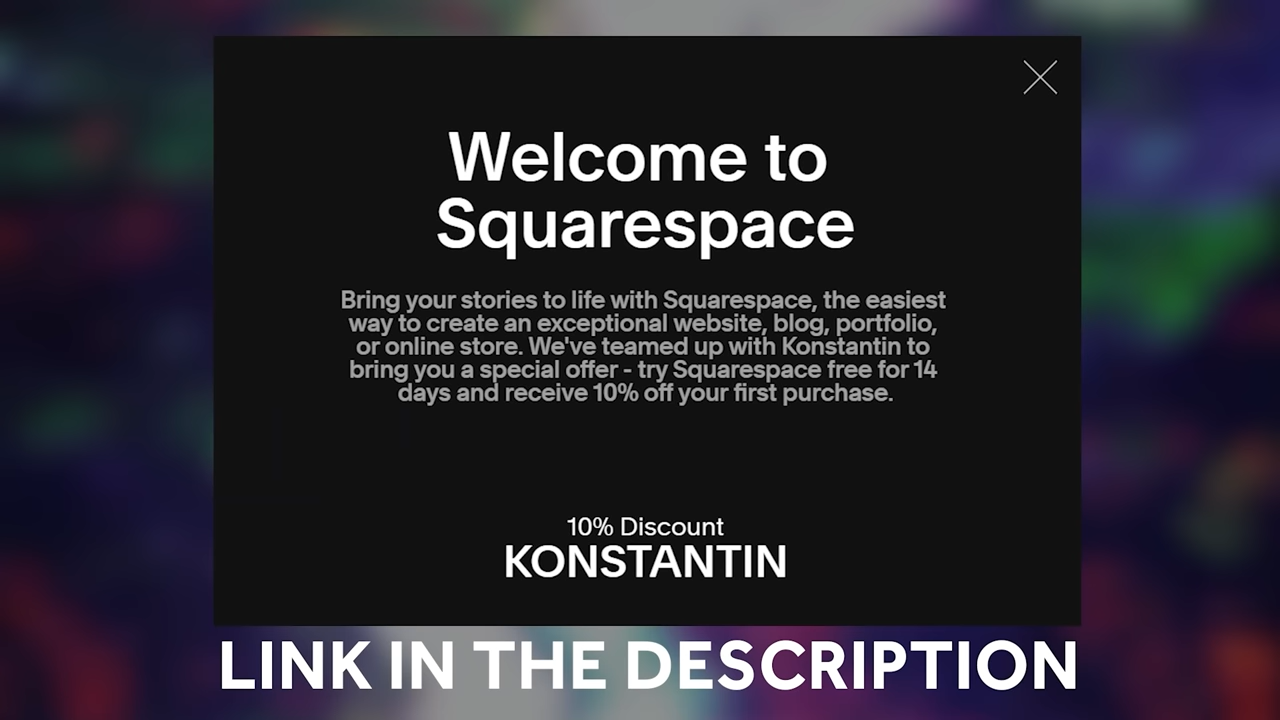 Welcome to
Squarespace
Bring your stories to life with Squarespace, the easiest
way to create an exceptional website, blog, portfolio,
or online store. We've teamed up with Konstantin to
bring you a special offer - try Squarespace free for 14
days and receive 10% off your first purchase.
10% Discount
KONSTANTIN
LINK IN THE DESCRIPTION